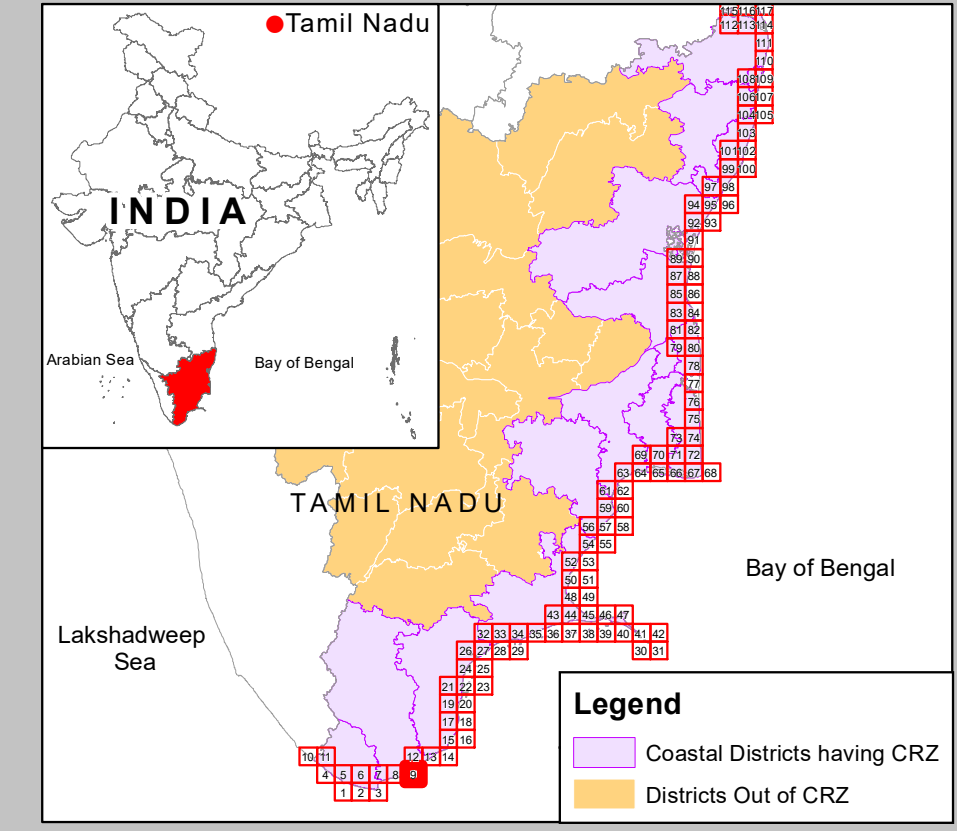 Tamil Nadu
INDIA
Arabian Sea
Bay of Bengal
115 116 117
112 113 114
111
110
108 109
106 107
104 105
103
101 102
99 100
97 98
94 95 96
92 93
91
89 90
87 88
85 86
83 84
81 82
79 80
78
77
76
75
73 74
69 70 71 72
63 64 65 66 67 68
61 62
TAMIL NADU
59 60
56 57 58
54 55
52 53
Bay of Bengal
50 51
48 49
43 44 45 46 47
Lakshadweep
Sea
32 33 34 35 36 37 38 39 40 41 42
26 27 28 29 30 31
24 25
21 22 23
19 20
17 18
15 16
10 11 12 13 14
4 5 6 7 8 9
1 2 3
Legend
Coastal Districts having CRZ
Districts Out of CRZ